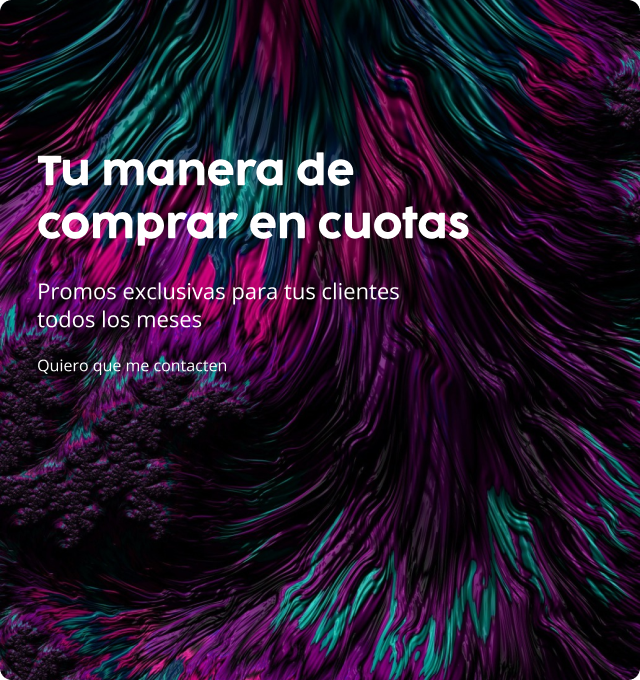 Tu manera de
comprar en cuotas
Promos exclusivas para tus clientes
todos los meses
Quiero que me contacten